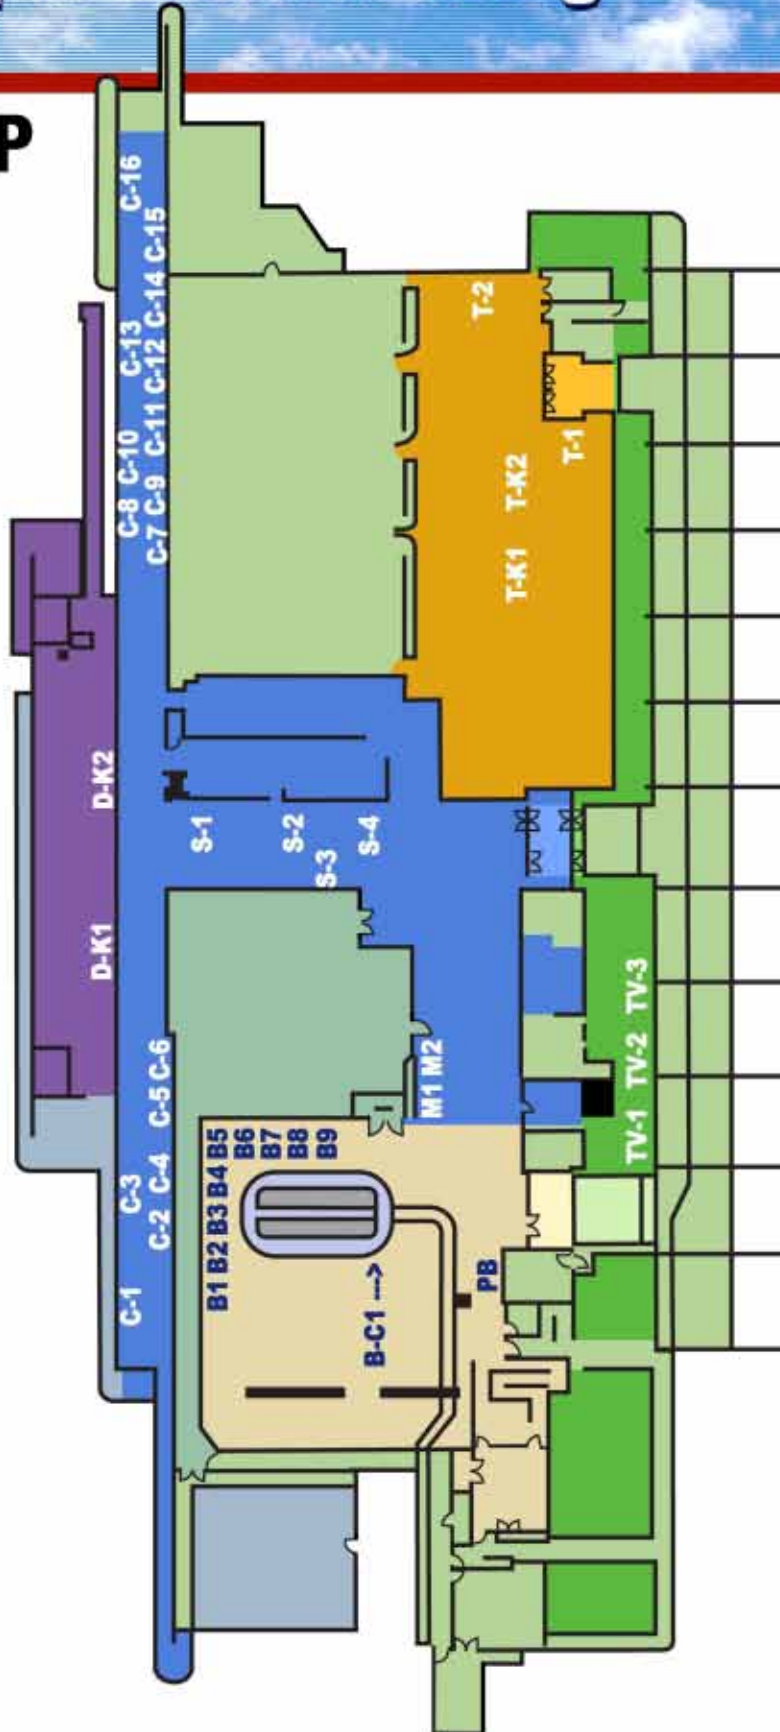 P
C-16
C-14 C-15
C-13
C-11 C-12
C-8 C-10
C-7 C-9
T-2
T-1
T-K1 T-K2
D-K2
D-K1
S-1
S-2
S-3
S-4
C-5 C-6
C-3
C-2 C-4
C-1
M1 M2
TV-1 TV-2 TV-3
B1 B2 B3 B4 B5
B6
B7
B8
B9
B-C1 --->
PB